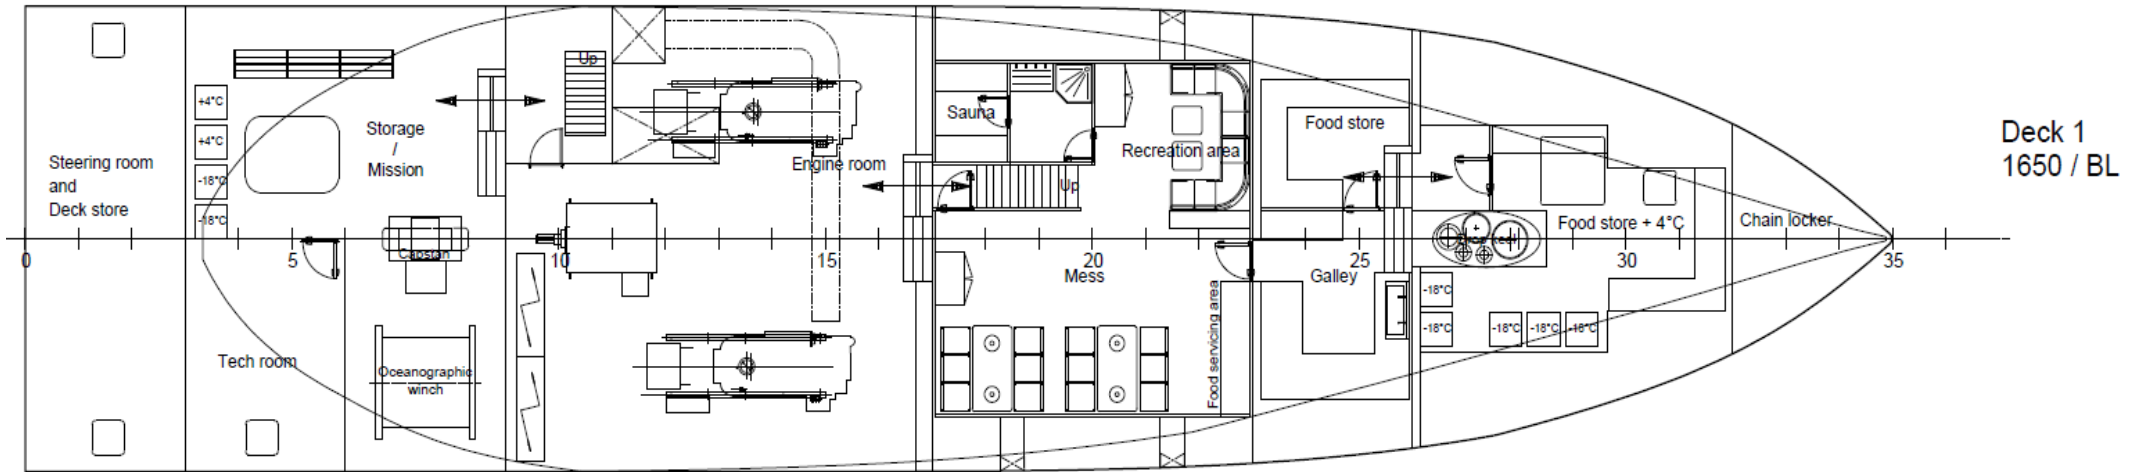 Up
+4°C
+4°C
-18°C
-18°C
Storage
/
Mission
Steering room
and
Deck store
Engine room
Sauna
Recreation area
Up
Food store
Food store + 4°C
Chain locker
Deck 1
1650 / BL
Capstan
0
5
10
15
20
25
30
35
Mess
Galley
Food servicing area
-18°C
-18°C
-18°C
-18°C
-18°C
Tech room
Oceanographic
winch